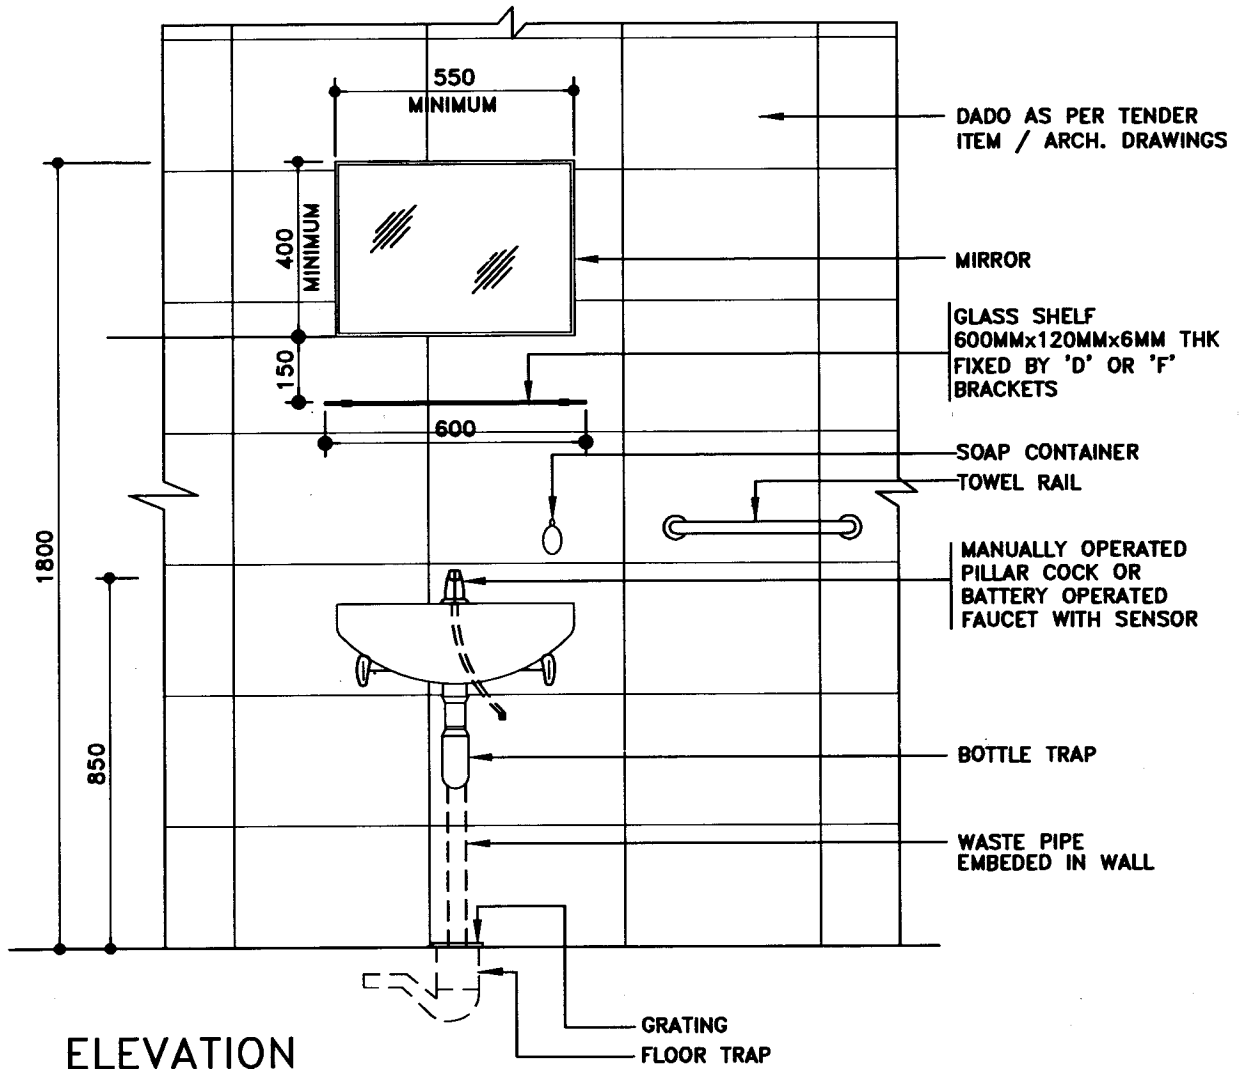 550
MINIMUM
DADO AS PER TENDER
ITEM / ARCH. DRAWINGS
400
MINIMUM
MIRROR
GLASS SHELF
600MMx120MMx6MM THK
FIXED BY 'D' OR 'F'
BRACKETS
150
600
SOAP CONTAINER
TOWEL RAIL
1800
MANUALLY OPERATED
PILLAR COCK OR
BATTERY OPERATED
FAUCET WITH SENSOR
850
BOTTLE TRAP
WASTE PIPE
EMBEDED IN WALL
GRATING
FLOOR TRAP
ELEVATION